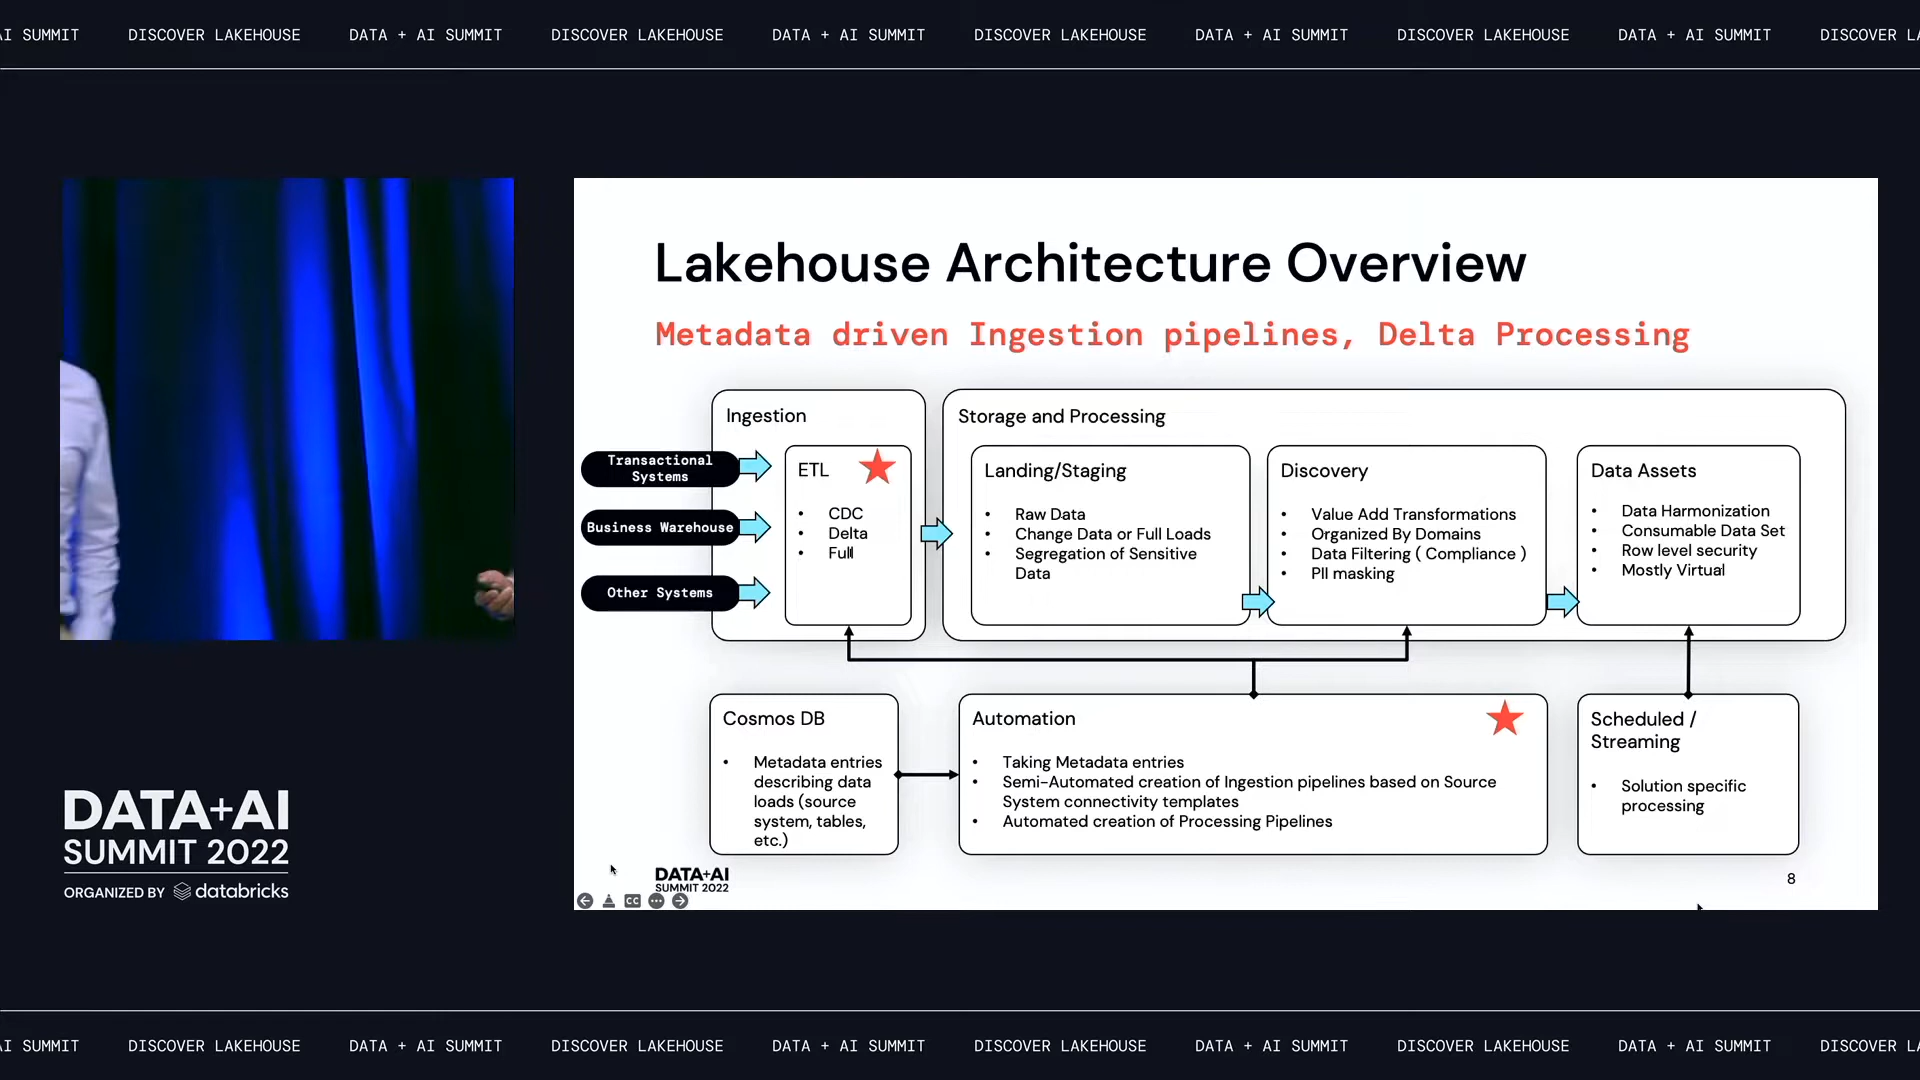 AI SUMMIT DISCOVER LAKEHOUSE DATA + AI SUMMIT DISCOVER LAKEHOUSE DATA + AI SUMMIT DISCOVER LAKEHOUSE DATA + AI SUMMIT DISCOVER LAKEHOUSE DATA + AI SUMMIT DISCOVER LA
Lakehouse Architecture Overview
Metadata driven Ingestion pipelines, Delta Processing
Ingestion
Transactional
Systems
Business Warehouse
Other Systems
ETL
• CDC
• Delta
• Full
Storage and Processing
Landing/Staging
• Raw Data
• Change Data or Full Loads
• Segregation of Sensitive
Data
Discovery
• Value Add Transformations
• Organized By Domains
• Data Filtering ( Compliance )
• PII masking
Data Assets
• Data Harmonization
• Consumable Data Set
• Row level security
• Mostly Virtual
Cosmos DB
• Metadata entries
describing data
loads (source
system, tables,
etc.)
Automation
• Taking Metadata entries
• Semi-Automated creation of Ingestion pipelines based on Source
System connectivity templates
• Automated creation of Processing Pipelines
Scheduled /
Streaming
• Solution specific
processing
DATA+AI
SUMMIT 2022
8
CC
DATA+AI
SUMMIT 2022
ORGANIZED BY databricks
AI SUMMIT DISCOVER LAKEHOUSE DATA + AI SUMMIT DISCOVER LAKEHOUSE DATA + AI SUMMIT DISCOVER LAKEHOUSE DATA + AI SUMMIT DISCOVER LAKEHOUSE DATA + AI SUMMIT DISCOVER LA